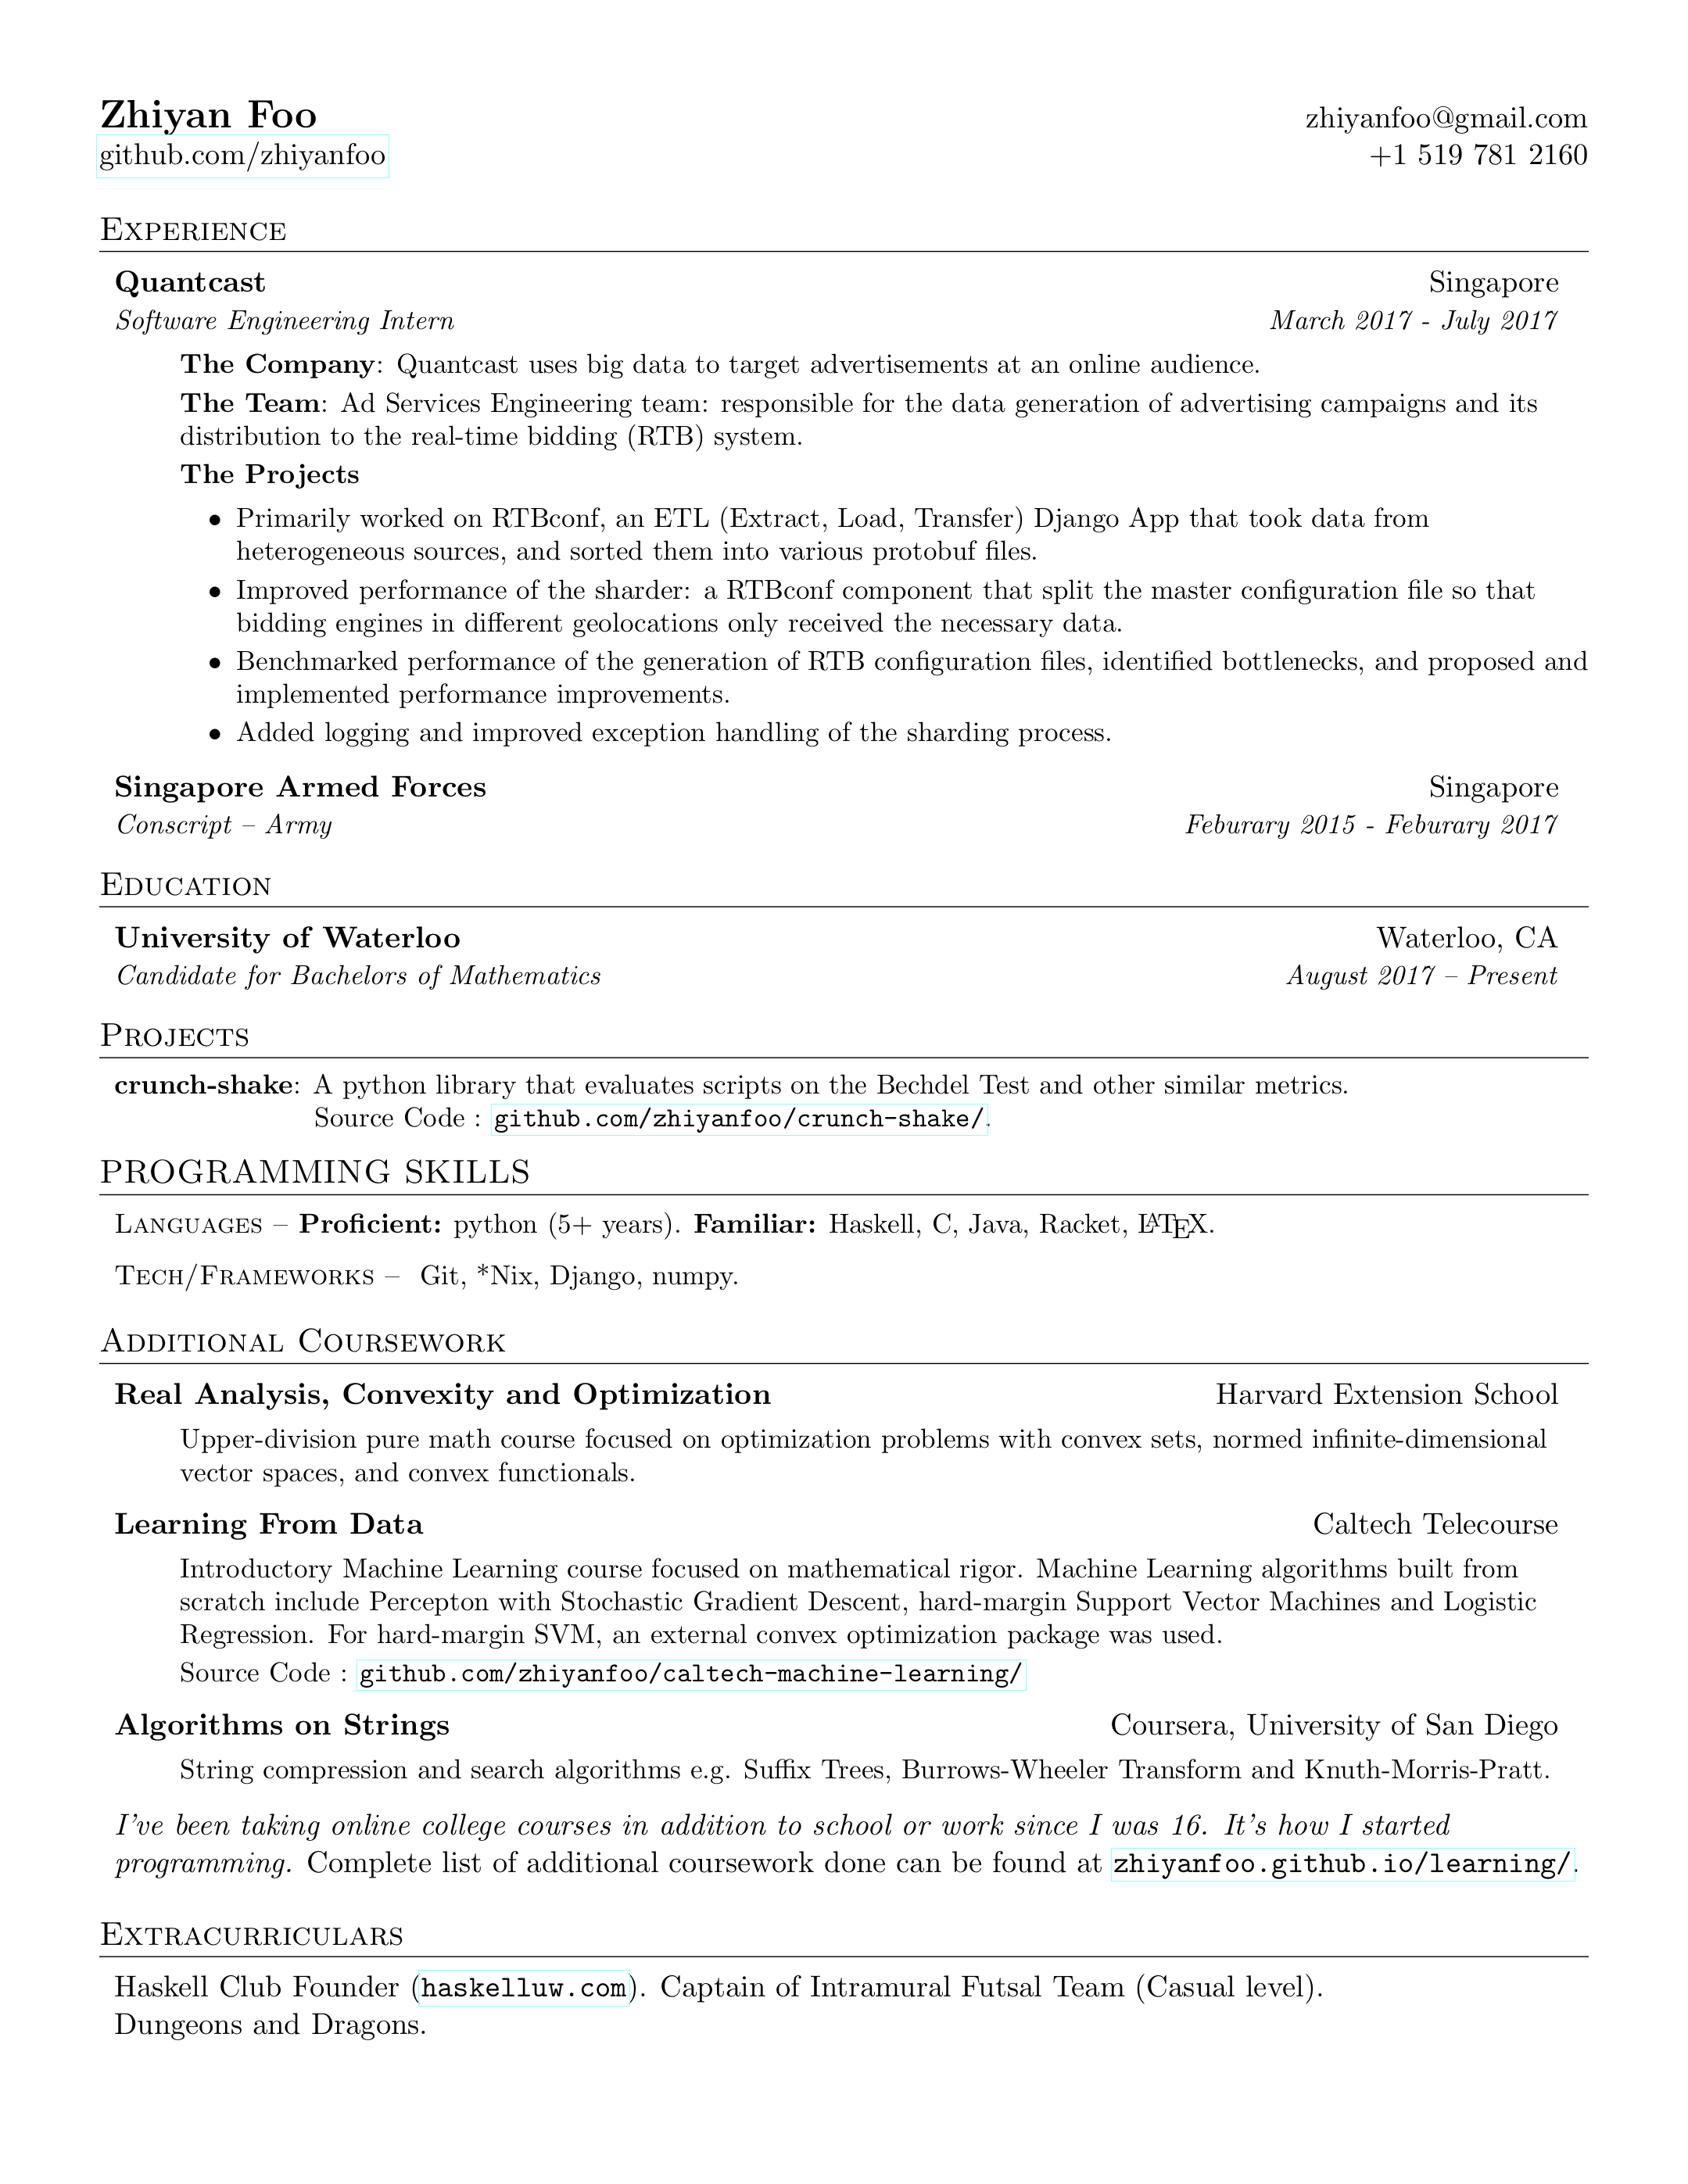 Zhiyan Foo
zhiyanfoo@gmail.com
github.com/zhiyanfoo
+1 519 781 2160
Experience
Quantcast
Singapore
Software Engineering Intern
March 2017 - July 2017
The Company: Quantcast uses big data to target advertisements at an online audience.
The Team: Ad Services Engineering team: responsible for the data generation of advertising campaigns and its
distribution to the real-time bidding (RTB) system.
The Projects
• Primarily worked on RTBconf, an ETL (Extract, Load, Transfer) Django App that took data from
heterogeneous sources, and sorted them into various protobuf files.
• Improved performance of the sharder: a RTBconf component that split the master configuration file so that
bidding engines in different geolocations only received the necessary data.
• Benchmarked performance of the generation of RTB configuration files, identified bottlenecks, and proposed and
implemented performance improvements.
• Added logging and improved exception handling of the sharding process.
Singapore Armed Forces
Singapore
Conscript – Army
Feburary 2015 - Feburary 2017
Education
University of Waterloo
Waterloo, CA
Candidate for Bachelors of Mathematics
August 2017 – Present
Projects
crunch-shake: A python library that evaluates scripts on the Bechdel Test and other similar metrics.
Source Code : github.com/zhiyanfoo/crunch-shake/.
PROGRAMMING SKILLS
Languages – Proficient: python (5+ years). Familiar: Haskell, C, Java, Racket, LATEX.
Tech/Frameworks – Git, *Nix, Django, numpy.
Additional Coursework
Real Analysis, Convexity and Optimization
Harvard Extension School
Upper-division pure math course focused on optimization problems with convex sets, normed infinite-dimensional
vector spaces, and convex functionals.
Learning From Data
Caltech Telecourse
Introductory Machine Learning course focused on mathematical rigor. Machine Learning algorithms built from
scratch include Percepton with Stochastic Gradient Descent, hard-margin Support Vector Machines and Logistic
Regression. For hard-margin SVM, an external convex optimization package was used.
Source Code : github.com/zhiyanfoo/caltech-machine-learning/
Algorithms on Strings
Coursera, University of San Diego
String compression and search algorithms e.g. Suffix Trees, Burrows-Wheeler Transform and Knuth-Morris-Pratt.
I've been taking online college courses in addition to school or work since I was 16. It's how I started
programming. Complete list of additional coursework done can be found at zhiyanfoo.github.io/learning/.
Extracurriculars
Haskell Club Founder (haskelluw.com). Captain of Intramural Futsal Team (Casual level).
Dungeons and Dragons.